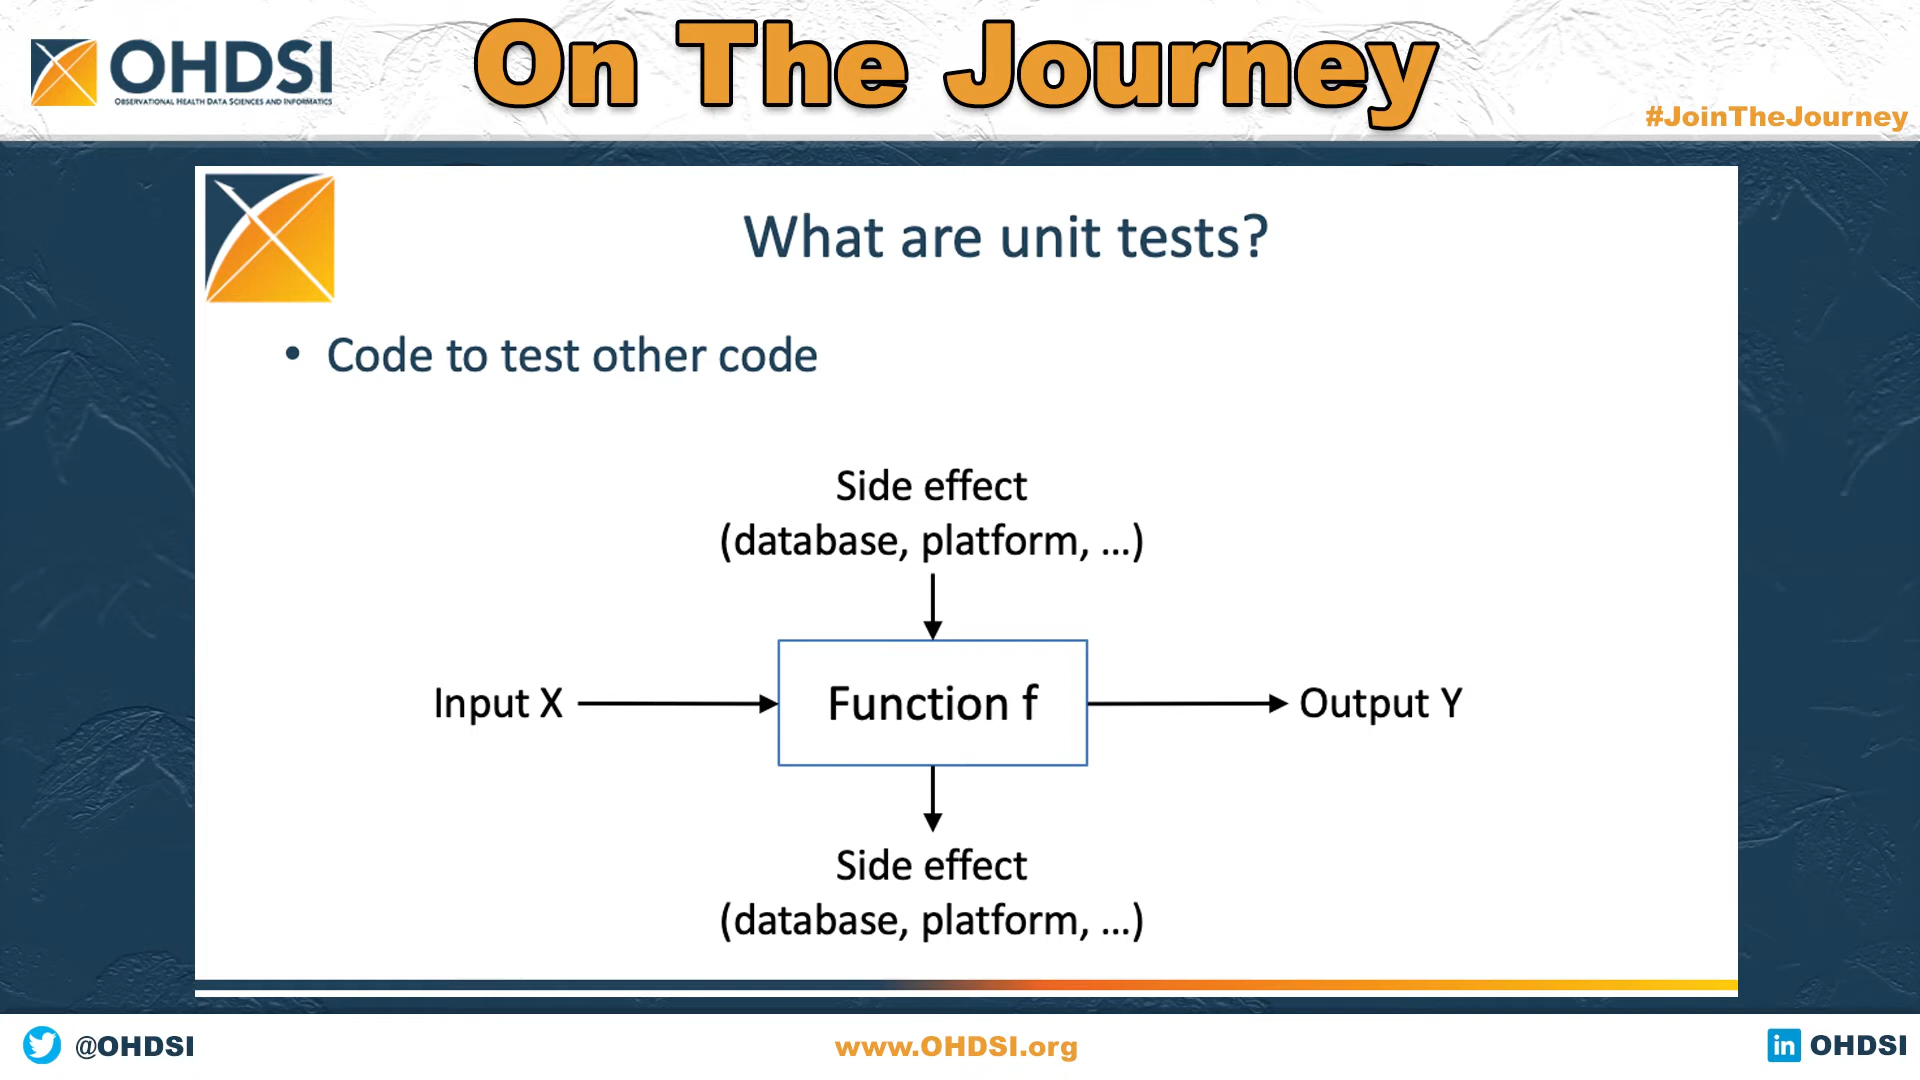 OHDSI
OBSERVATIONAL HEALTH DATA SCIENCES AND INFORMATICS
On The Journey
#JoinTheJourney
What are unit tests?
• Code to test other code
Side effect
(database, platform, ...)
Input X
Function f
Output Y
Side effect
(database, platform, ...)
@OHDSI
www.OHDSI.org
in OHDSI